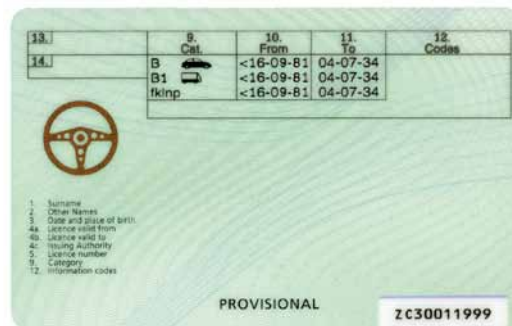 13. 9. Cat. 10. From 11. To 12. Codes
14. B <16-09-81 04-07-34
B1 <16-09-81 04-07-34
fklnp <16-09-81 04-07-34
1. Surname
2. Other Names
3. Date and place of birth
4a. Licence valid from
4b. Licence valid to
4c. Issuing Authority
5. Licence number
9. Category
12. Information codes
PROVISIONAL
ZC30011999